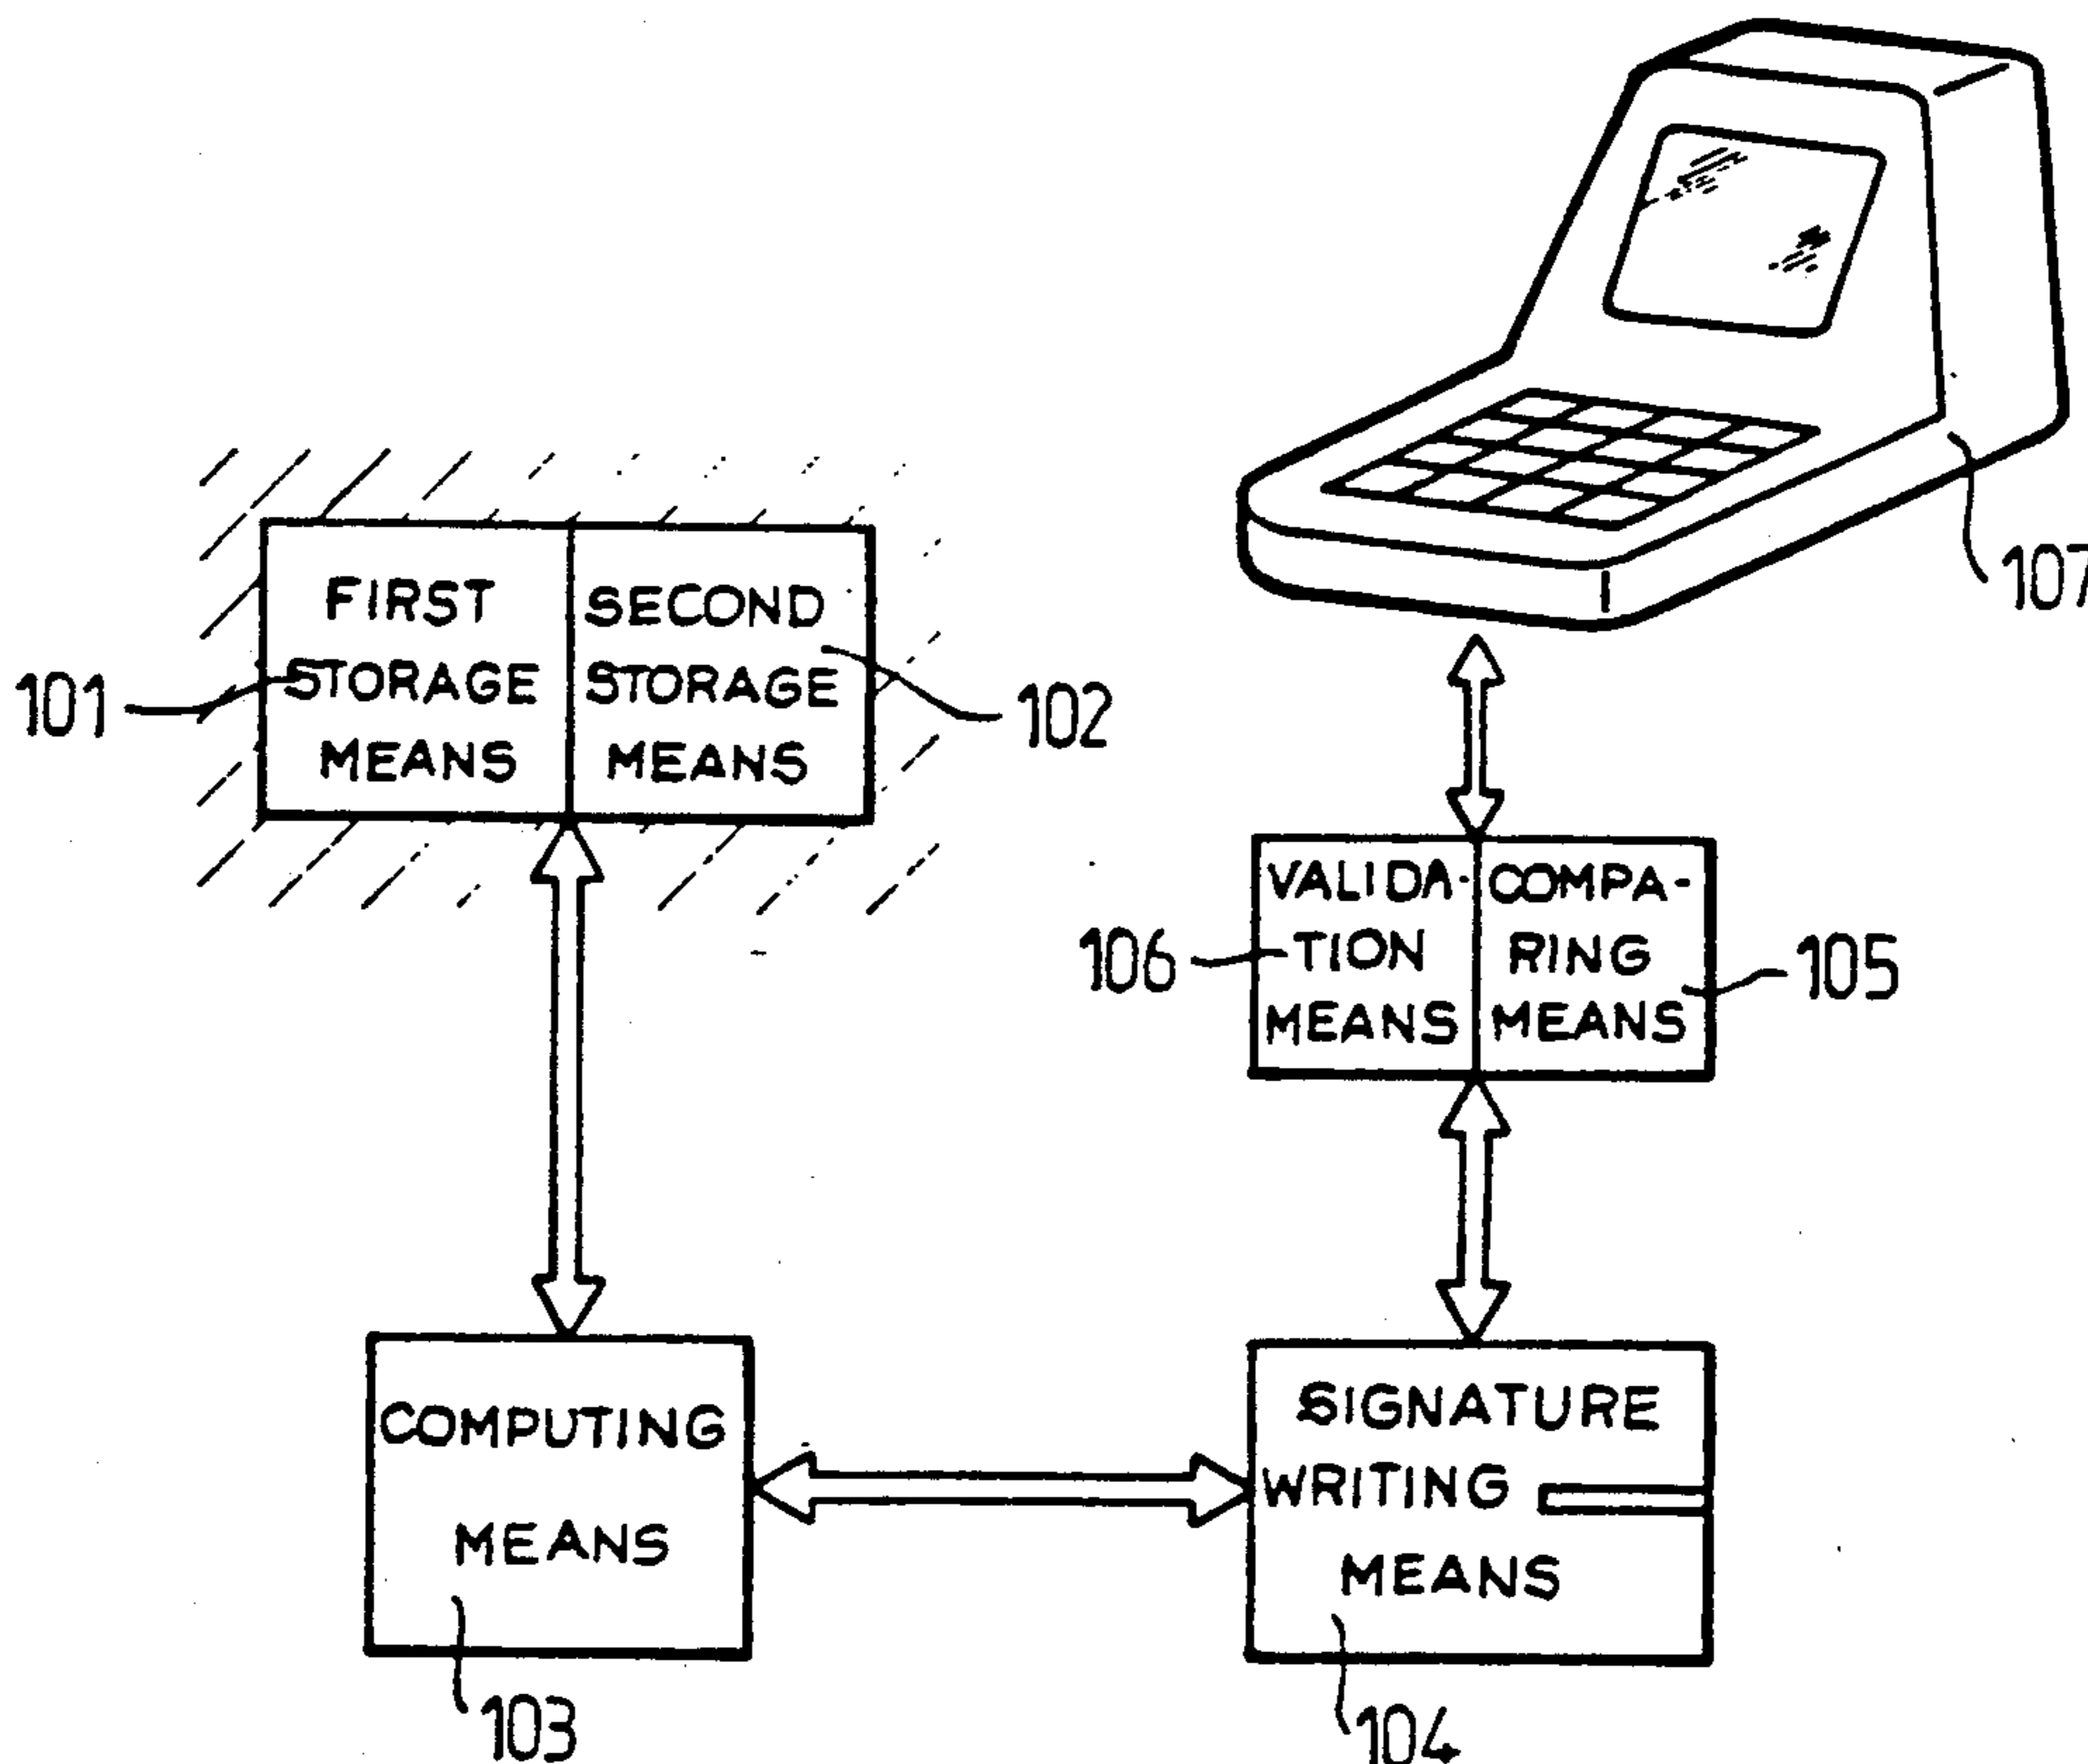 FIRST
STORAGE
MEANS
SECOND
STORAGE
MEANS
101
102
107
VALIDA-
TION
MEANS
COMPA-
RING
MEANS
106
105
COMPUTING
MEANS
103
SIGNATURE
WRITING
MEANS
104